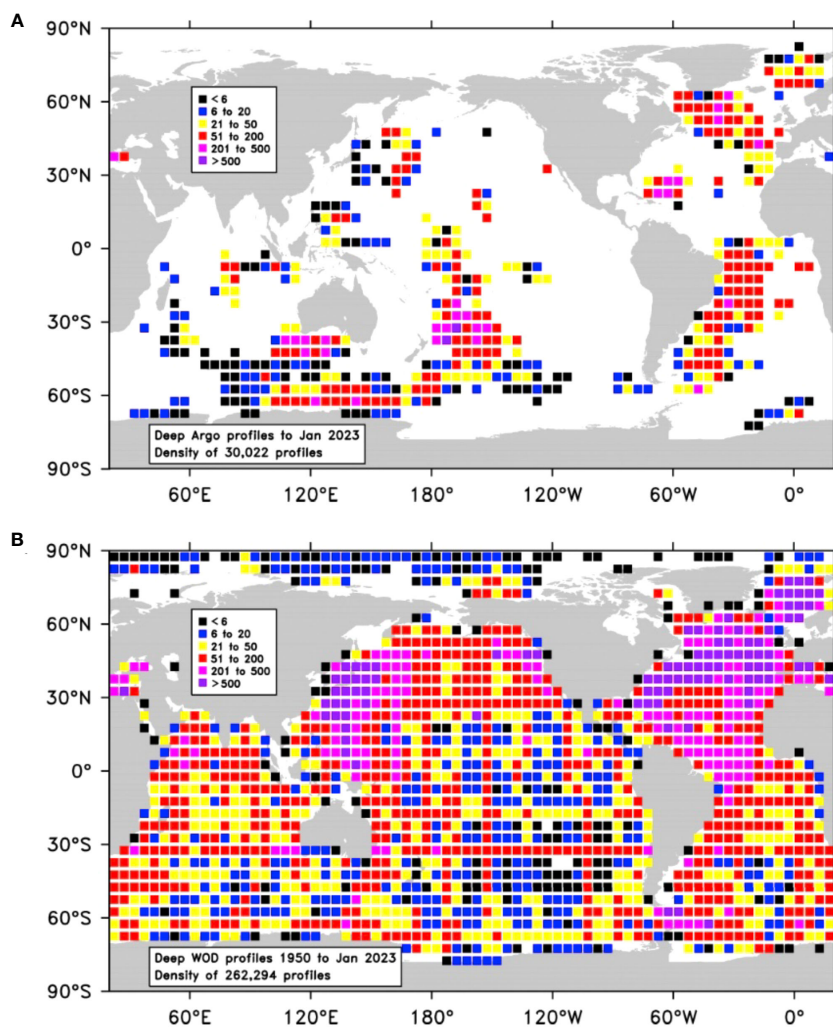 A
90°N
60°N
30°N
0°
30°S
60°S
90°S
< 6
6 to 20
21 to 50
51 to 200
201 to 500
>500
Deep Argo profiles to Jan 2023
Density of 30,022 profiles
60°E 120°E 180° 120°W 60°W 0°
B
90°N
60°N
30°N
0°
30°S
60°S
90°S
< 6
6 to 20
21 to 50
51 to 200
201 to 500
>500
Deep WOD profiles 1950 to Jan 2023
Density of 262,294 profiles
60°E 120°E 180° 120°W 60°W 0°